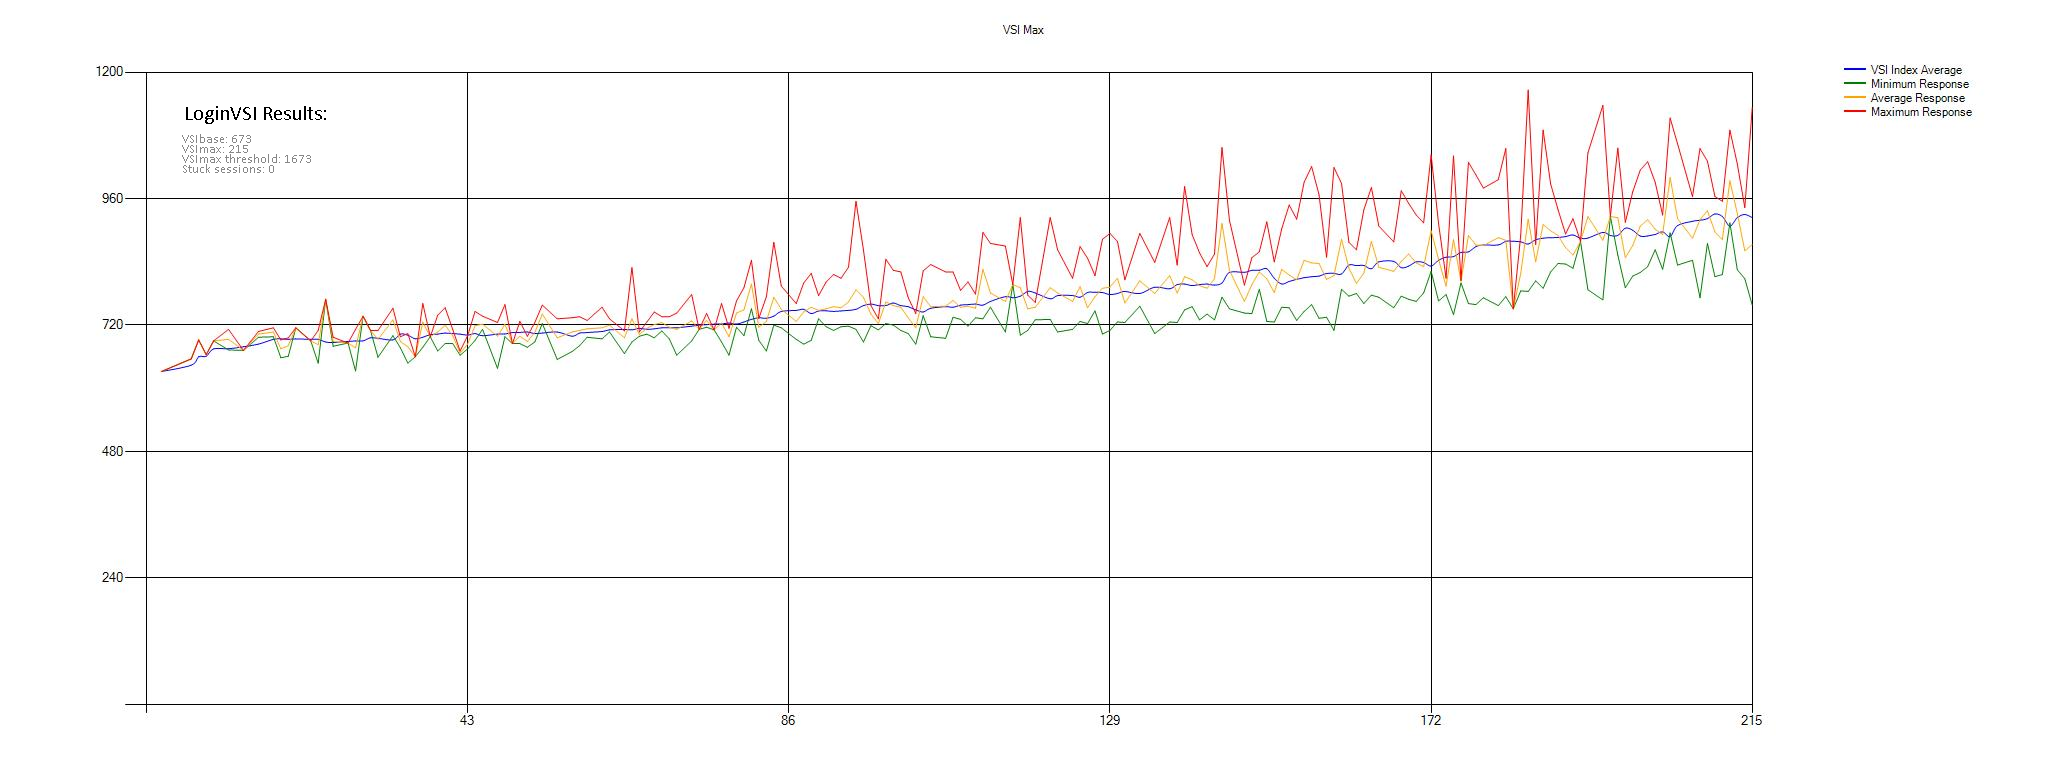 VSI Max
1200
960
720
480
240
43
86
129
172
215
LoginVSI Results:
VSIbase: 673
VSImax: 215
VSImax threshold: 1673
Stuck sessions: 0
VSI Index Average
Minimum Response
Average Response
Maximum Response